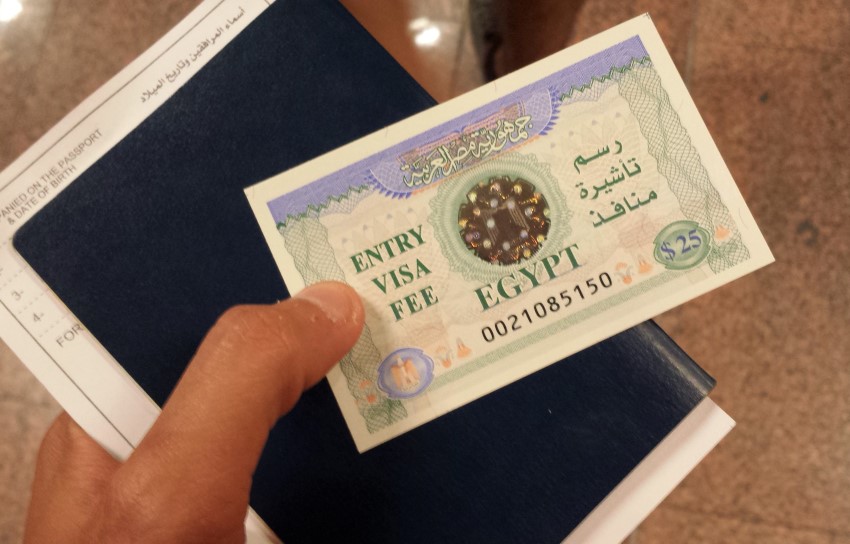 أسماء المرافقين وتاريخ الميلاد
ANIED ON THE PASSPORT
& DATE OF BIRTH
3-
4-
FOR
جمهورية مصر العربية
رسم
تأشيرة
منافذ
ENTRY
VISA
FEE
EGYPT
$ 25
0021085150